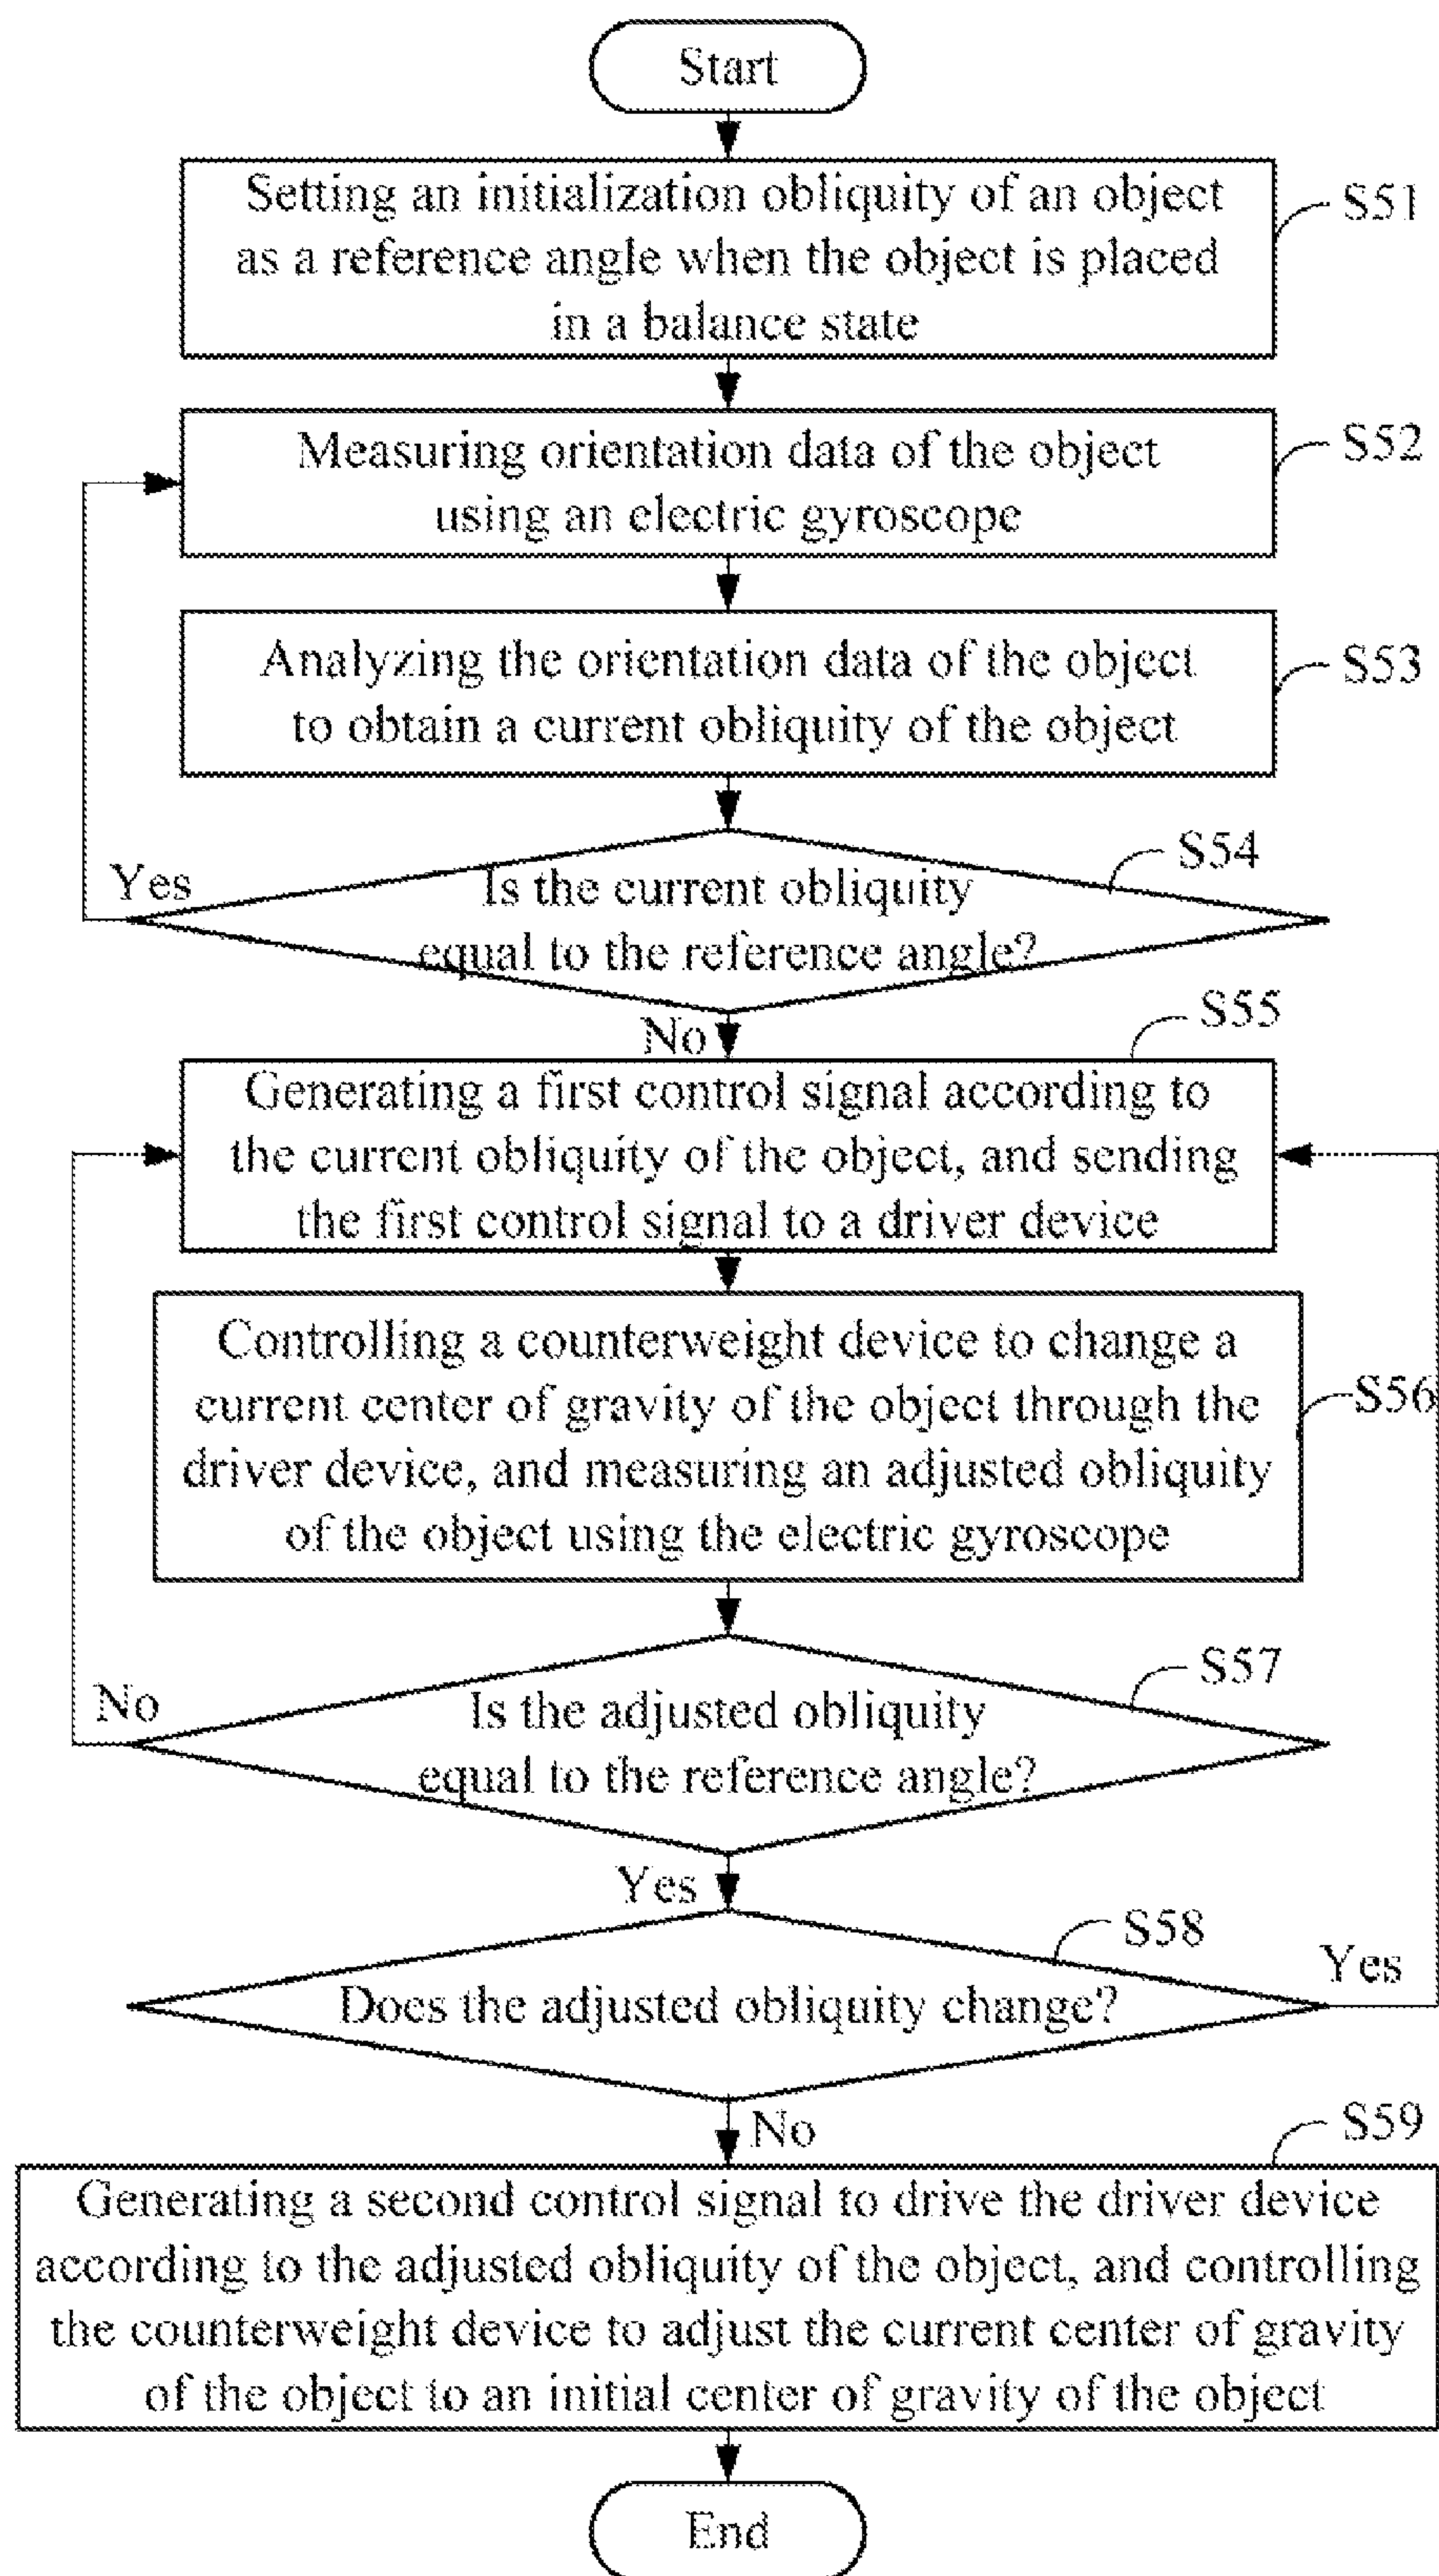 Start
Setting an initialization obliquity of an object
as a reference angle when the object is placed
in a balance state
S51
Measuring orientation data of the object
using an electric gyroscope
S52
Analyzing the orientation data of the object
to obtain a current obliquity of the object
S53
S54
Yes
Is the current obliquity
equal to the reference angle?
No
S55
Generating a first control signal according to
the current obliquity of the object, and sending
the first control signal to a driver device
Controlling a counterweight device to change a
current center of gravity of the object through the
driver device, and measuring an adjusted obliquity
of the object using the electric gyroscope
S56
S57
No
Is the adjusted obliquity
equal to the reference angle?
Yes
S58
Yes
Does the adjusted obliquity change?
No
S59
Generating a second control signal to drive the driver device
according to the adjusted obliquity of the object, and controlling
the counterweight device to adjust the current center of gravity
of the object to an initial center of gravity of the object
End